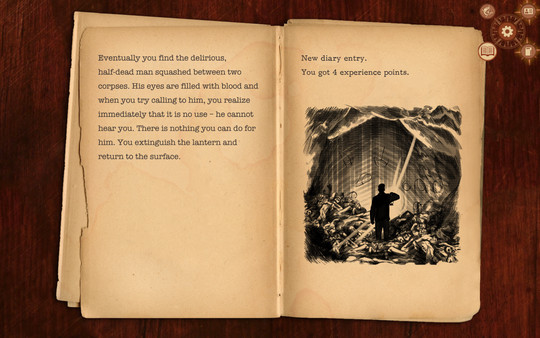 Eventually you find the delirious,
half-dead man squashed between two
corpses. His eyes are filled with blood and
when you try calling to him, you realize
immediately that it is no use – he cannot
hear you. There is nothing you can do for
him. You extinguish the lantern and
return to the surface.
New diary entry.
You got 4 experience points.